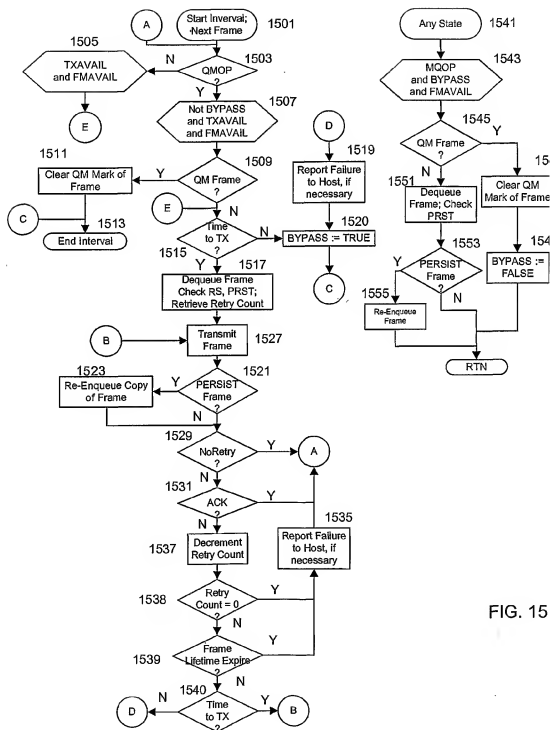 A
Start Inverval;
Next Frame
1501
1505
TXAVAIL
and FMAVAIL
E
N
1503
QMOP
?
Y
1507
Not BYPASS
and TXAVAIL
and FMAVAIL
1511
Clear QM Mark of
Frame
Y
1509
QM Frame
?
C
1513
End Interval
E
N
Time
to TX
?
1515
N
Y
1517
Dequeue Frame
Check RS, PRST;
Retrieve Retry Count
B
Transmit
Frame
1527
1523
Re-Enqueue Copy
of Frame
Y
1521
PERSIST
Frame
?
N
1529
NoRetry
?
Y
A
N
1531
ACK
?
Y
N
1537
Decrement
Retry Count
1535
Report Failure
to Host, if
necessary
1538
Retry
Count = 0
?
Y
N
1539
Frame
Lifetime Expire
?
Y
N
1540
Time
to TX
?
N
D
Y
B
D
1519
Report Failure
to Host, if
necessary
1520
BYPASS := TRUE
C
Any State
1541
1543
MQOP
and BYPASS
and FMAVAIL
1545
QM Frame
?
Y
N
1551
Dequeue
Frame; Check
PRST
154
Clear QM
Mark of Frame
1553
PERSIST
Frame
?
Y
N
154
BYPASS :=
FALSE
1555
Re-Enqueue
Frame
RTN
FIG. 15